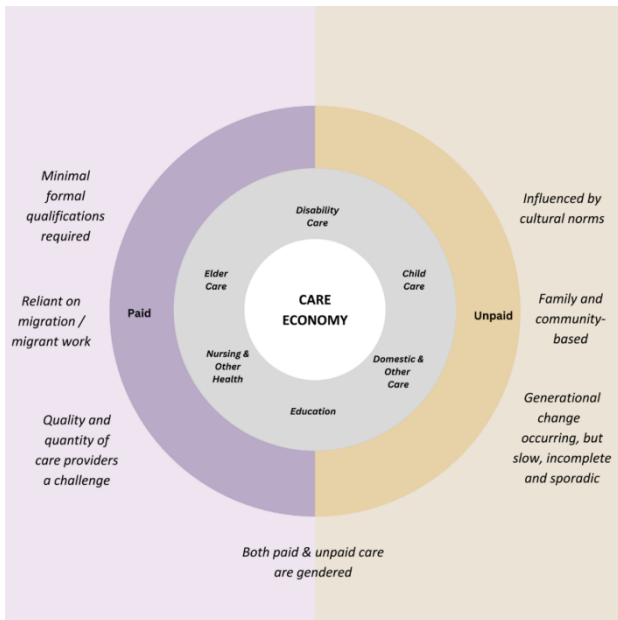 Minimal
formal
qualifications
required
Reliant on
migration /
migrant work
Quality and
quantity of
care providers
a challenge
Paid
Disability
Care
Elder
Care
Child
Care
CARE
ECONOMY
Nursing &
Other
Health
Domestic &
Other
Care
Education
Unpaid
Influenced by
cultural norms
Family and
community-
based
Generational
change
occurring, but
slow, incomplete
and sporadic
Both paid & unpaid care
are gendered